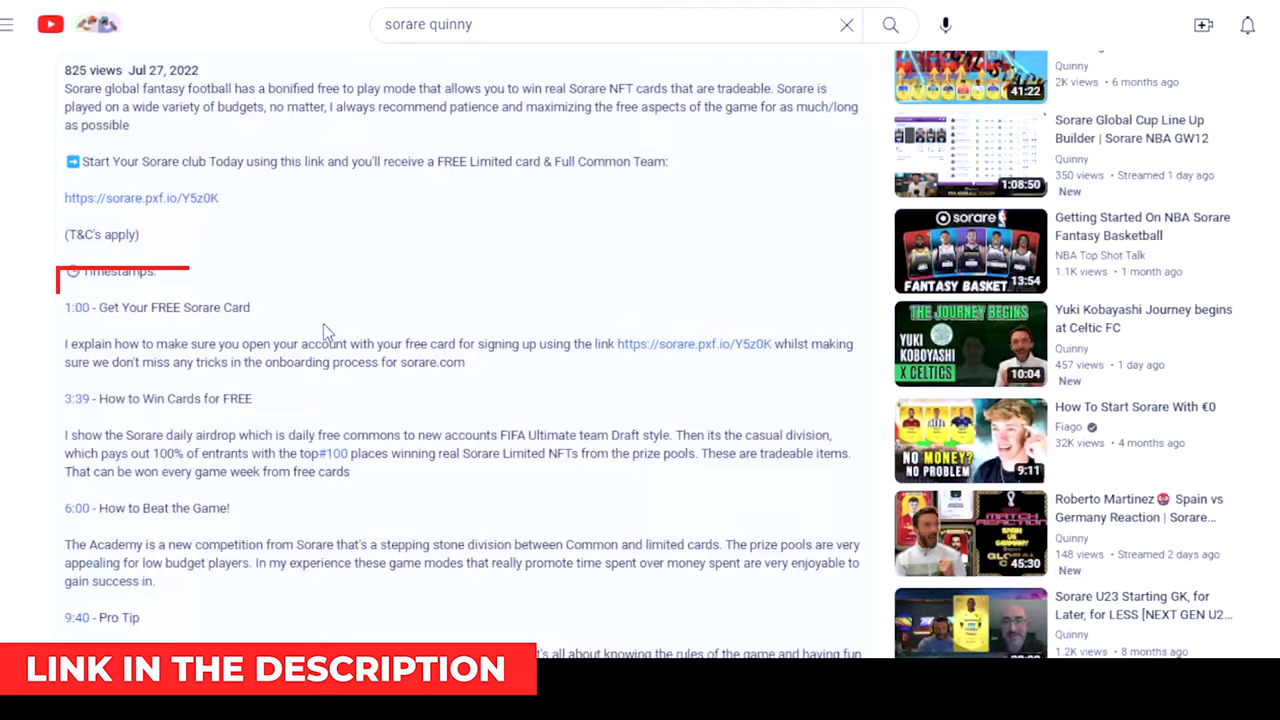 sorare quinny
825 views Jul 27, 2022
Sorare global fantasy football has a bonified free to play mode that allows you to win real Sorare NFT cards that are tradeable. Sorare is
played on a wide variety of budgets, no matter, I always recommend patience and maximizing the free aspects of the game for as much/long
as possible
➡️ Start Your Sorare club Today using this link and you'll receive a FREE Limited card & Full Common Team:
https://sorare.pxf.io/Y5z0K
(T&C's apply)
Timestamps:
1:00 - Get Your FREE Sorare Card
I explain how to make sure you open your account with your free card for signing up using the link https://sorare.pxf.io/Y5z0K whilst making
sure we don't miss any tricks in the onboarding process for sorare.com
3:39 - How to Win Cards for FREE
I show the Sorare daily airdrop which is daily free commons to new accounts FIFA Ultimate team Draft style. Then its the casual division,
which pays out 100% of entrants with the top#100 places winning real Sorare Limited NFTs from the prize pools. These are tradeable items.
That can be won every game week from free cards
6:00 - How to Beat the Game!
The Academy is a new competition from Sorare that's a stepping stone division between Common and limited cards. The prize pools are very
appealing for low budget players. In my experience these game modes that really promote time spent over money spent are very enjoyable to
gain success in.
9:40 - Pro Tip
it's all about knowing the rules of the game and having fun
LINK IN THE DESCRIPTION
41:22
Quinny
2K views • 6 months ago
1:08:50
Sorare Global Cup Line Up
Builder | Sorare NBA GW12
Quinny
350 views • Streamed 1 day ago
New
sorare
FANTASY BASKET
13:54
Getting Started On NBA Sorare
Fantasy Basketball
NBA Top Shot Talk
1.1K views • 1 month ago
THE JOURNEY BEGINS
YUKI
KOBOYASHI
X CELTICS
10:04
Yuki Kobayashi Journey begins
at Celtic FC
Quinny
457 views • 1 day ago
New
NO MONEY?
NO PROBLEM
9:11
How To Start Sorare With €0
Fiago
32K views • 4 months ago
MATCH
REACTION
SPAIN
45:30
Roberto Martinez 😡 Spain vs
Germany Reaction | Sorare...
Quinny
148 views • Streamed 2 days ago
New
Sorare U23 Starting GK, for
Later, for LESS [NEXT GEN U2...
Quinny
1.2K views • 8 months ago